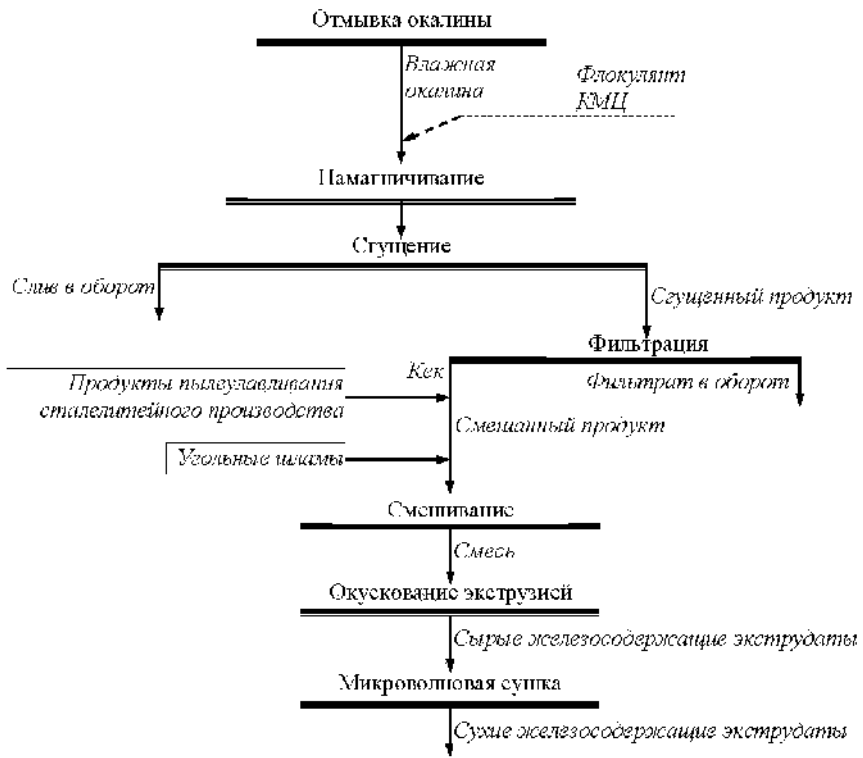 Отмывка окалины
Влажная
окалина
Флокулянт
КМЦ
Намагничивание
Сгущение
Слив в оборот
Сгущенный продукт
Фильтрация
Кек
Фильтрат в оборот
Продукты пылеулавливания
сталелитейного производства
Смешанный продукт
Угольные шламы
Смешивание
Смесь
Окускование экструзией
Сырые железосодержащие экструдаты
Микроволновая сушка
Сухие железосодержащие экструдаты